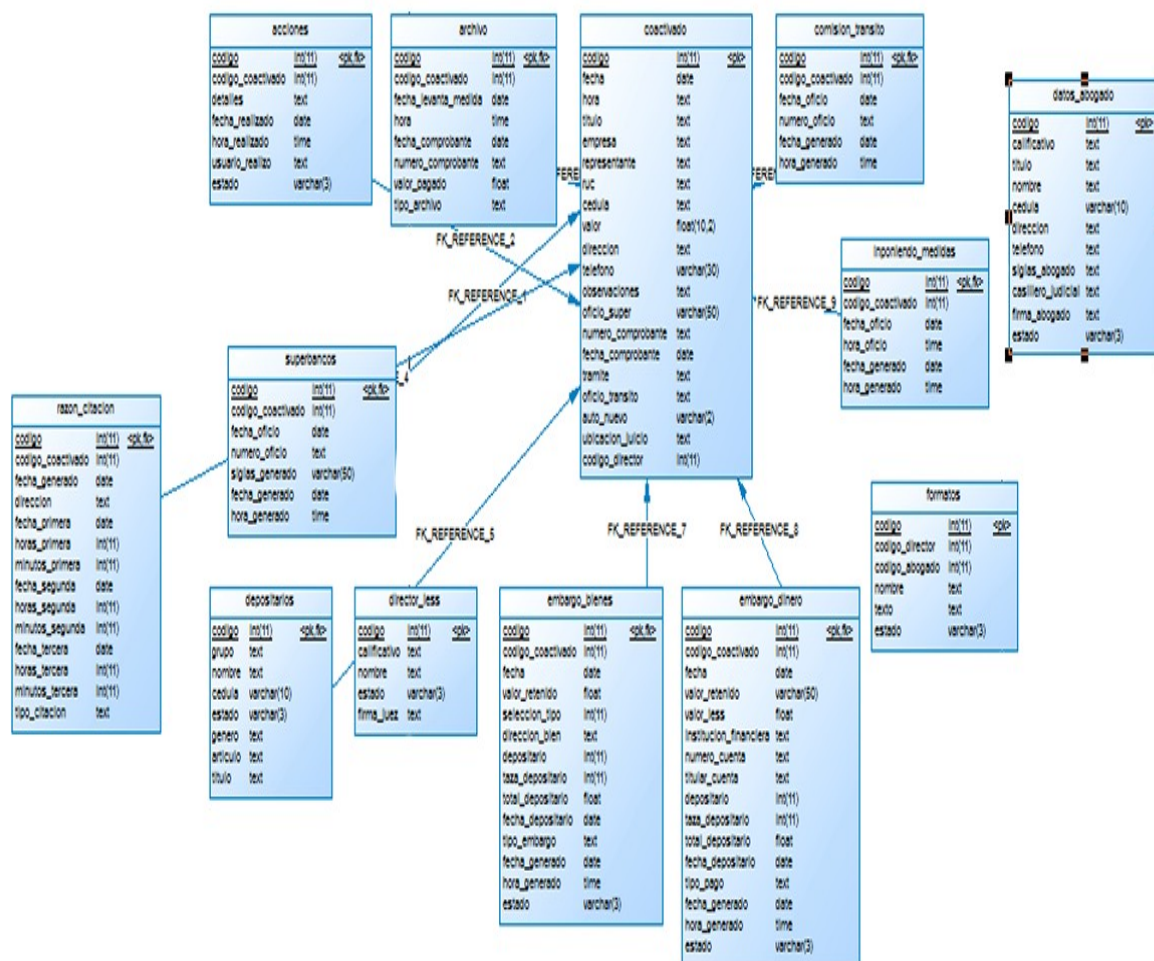 acciones
codigo Int(11) <pk,fk>
codigo_coactivado Int(11)
detalles text
fecha_realizado date
hora_realizado time
usuario_realizo text
estado varchar(3)
archivo
codigo Int(11) <pk,fk>
codigo_coactivado Int(11)
fecha_levanta_medida date
hora time
fecha_comprobante date
numero_comprobante text
valor_pagado float
tipo_archivo text
coactivado
codigo Int(11) <pk>
fecha date
hora time
titulo text
empresa text
representante text
ruc text
cedula text
valor float(10,2)
direccion text
telefono varchar(30)
observaciones text
oficio_super varchar(50)
numero_comprobante text
fecha_comprobante date
tramite text
oficio_transito text
auto_nuevo varchar(2)
ubicacion_juicio text
codigo_director Int(11)
comision_transito
codigo Int(11) <pk,fk>
codigo_coactivado Int(11)
fecha_oficio date
numero_oficio text
fecha_generado date
hora_generado time
datos_abogado
codigo Int(11) <pk>
calificativo text
titulo text
nombre text
cedula varchar(10)
direccion text
telefono text
siglas_abogado text
casillero_judicial text
firma_abogado text
estado varchar(3)
FK_REFERENCE_2
FK_REFERENCE_1
FK_REFERENCE_9
inponiendo_medidas
codigo Int(11) <pk,fk>
codigo_coactivado Int(11)
fecha_oficio date
hora_oficio time
fecha_generado date
hora_generado time
superbancos
codigo Int(11) <pk,fk>
codigo_coactivado Int(11)
fecha_oficio date
numero_oficio text
siglas_generado varchar(50)
fecha_generado date
hora_generado time
razon_citacion
codigo Int(11) <pk,fk>
codigo_coactivado Int(11)
fecha_generado date
direccion text
fecha_primera date
horas_primera Int(11)
minutos_primera Int(11)
fecha_segunda date
horas_segunda Int(11)
minutos_segunda Int(11)
fecha_tercera date
horas_tercera Int(11)
minutos_tercera Int(11)
tipo_citacion text
FK_REFERENCE_5
FK_REFERENCE_7
FK_REFERENCE_8
formatos
codigo Int(11) <pk>
codigo_director Int(11)
codigo_abogado Int(11)
nombre text
texto text
estado varchar(3)
depositarios
codigo Int(11) <pk,fk>
grupo text
nombre text
cedula varchar(10)
estado varchar(3)
genero text
articulo text
titulo text
director_iess
codigo Int(11) <pk>
calificativo text
nombre text
estado varchar(3)
firma_juez text
embargo_bienes
codigo Int(11) <pk,fk>
codigo_coactivado Int(11)
fecha date
valor_retenido float
seleccion_tipo Int(11)
direccion_bien text
depositario Int(11)
taza_depositario Int(11)
total_depositario float
fecha_depositario date
tipo_embargo text
fecha_generado date
hora_generado time
estado varchar(3)
embargo_dinero
codigo Int(11) <pk,fk>
codigo_coactivado Int(11)
fecha date
valor_retenido varchar(50)
valor_iess float
institucion_financiera text
numero_cuenta text
titular_cuenta text
depositario Int(11)
taza_depositario Int(11)
total_depositario float
fecha_depositario date
tipo_pago text
fecha_generado date
hora_generado time
estado varchar(3)